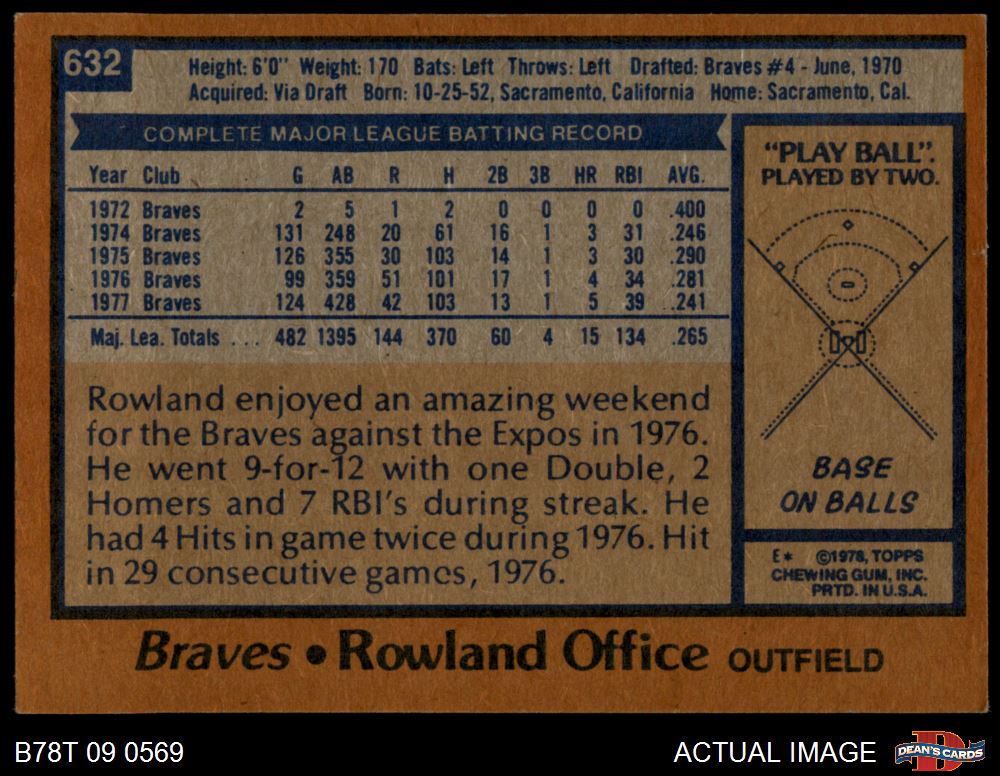 632
Height: 6'0" Weight: 170 Bats: Left Throws: Left Drafted: Braves #4 - June, 1970
Acquired: Via Draft Born: 10-25-52, Sacramento, California Home: Sacramento, Cal.
COMPLETE MAJOR LEAGUE BATTING RECORD
Year Club G AB R H 2B 3B HR RBI AVG.
1972 Braves 2 5 1 2 0 0 0 0 .400
1974 Braves 131 248 20 61 16 1 3 31 .246
1975 Braves 126 355 30 103 14 1 3 30 .290
1976 Braves 99 359 51 101 17 1 4 34 .281
1977 Braves 124 428 42 103 13 1 5 39 .241
Maj. Lea. Totals ... 482 1395 144 370 60 4 15 134 .265
Rowland enjoyed an amazing weekend
for the Braves against the Expos in 1976.
He went 9-for-12 with one Double, 2
Homers and 7 RBI's during streak. He
had 4 Hits in game twice during 1976. Hit
in 29 consecutive games, 1976.
"PLAY BALL".
PLAYED BY TWO.
BASE
ON BALLS
E* ©1978, TOPPS
CHEWING GUM, INC.
PRTD. IN U.S.A.
Braves • Rowland Office OUTFIELD
B78T 09 0569
ACTUAL IMAGE
D
DEAN'S CARDS